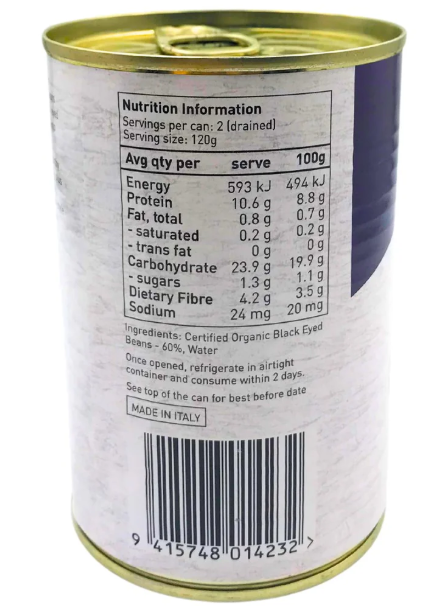 Nutrition Information
Servings per can: 2 (drained)
Serving size: 120g
Avg qty per serve 100g
Energy 593 kJ 494 kJ
Protein 10.6 g 8.8 g
Fat, total 0.8 g 0.7 g
- saturated 0.2 g 0.2 g
- trans fat 0 g 0 g
Carbohydrate 23.9 g 19.9 g
- sugars 1.3 g 1.1 g
Dietary Fibre 4.2 g 3.5 g
Sodium 24 mg 20 mg
Ingredients: Certified Organic Black Eyed
Beans - 60%, Water
Once opened, refrigerate in airtight
container and consume within 2 days.
See top of the can for best before date
MADE IN ITALY
9 415748 014232 >